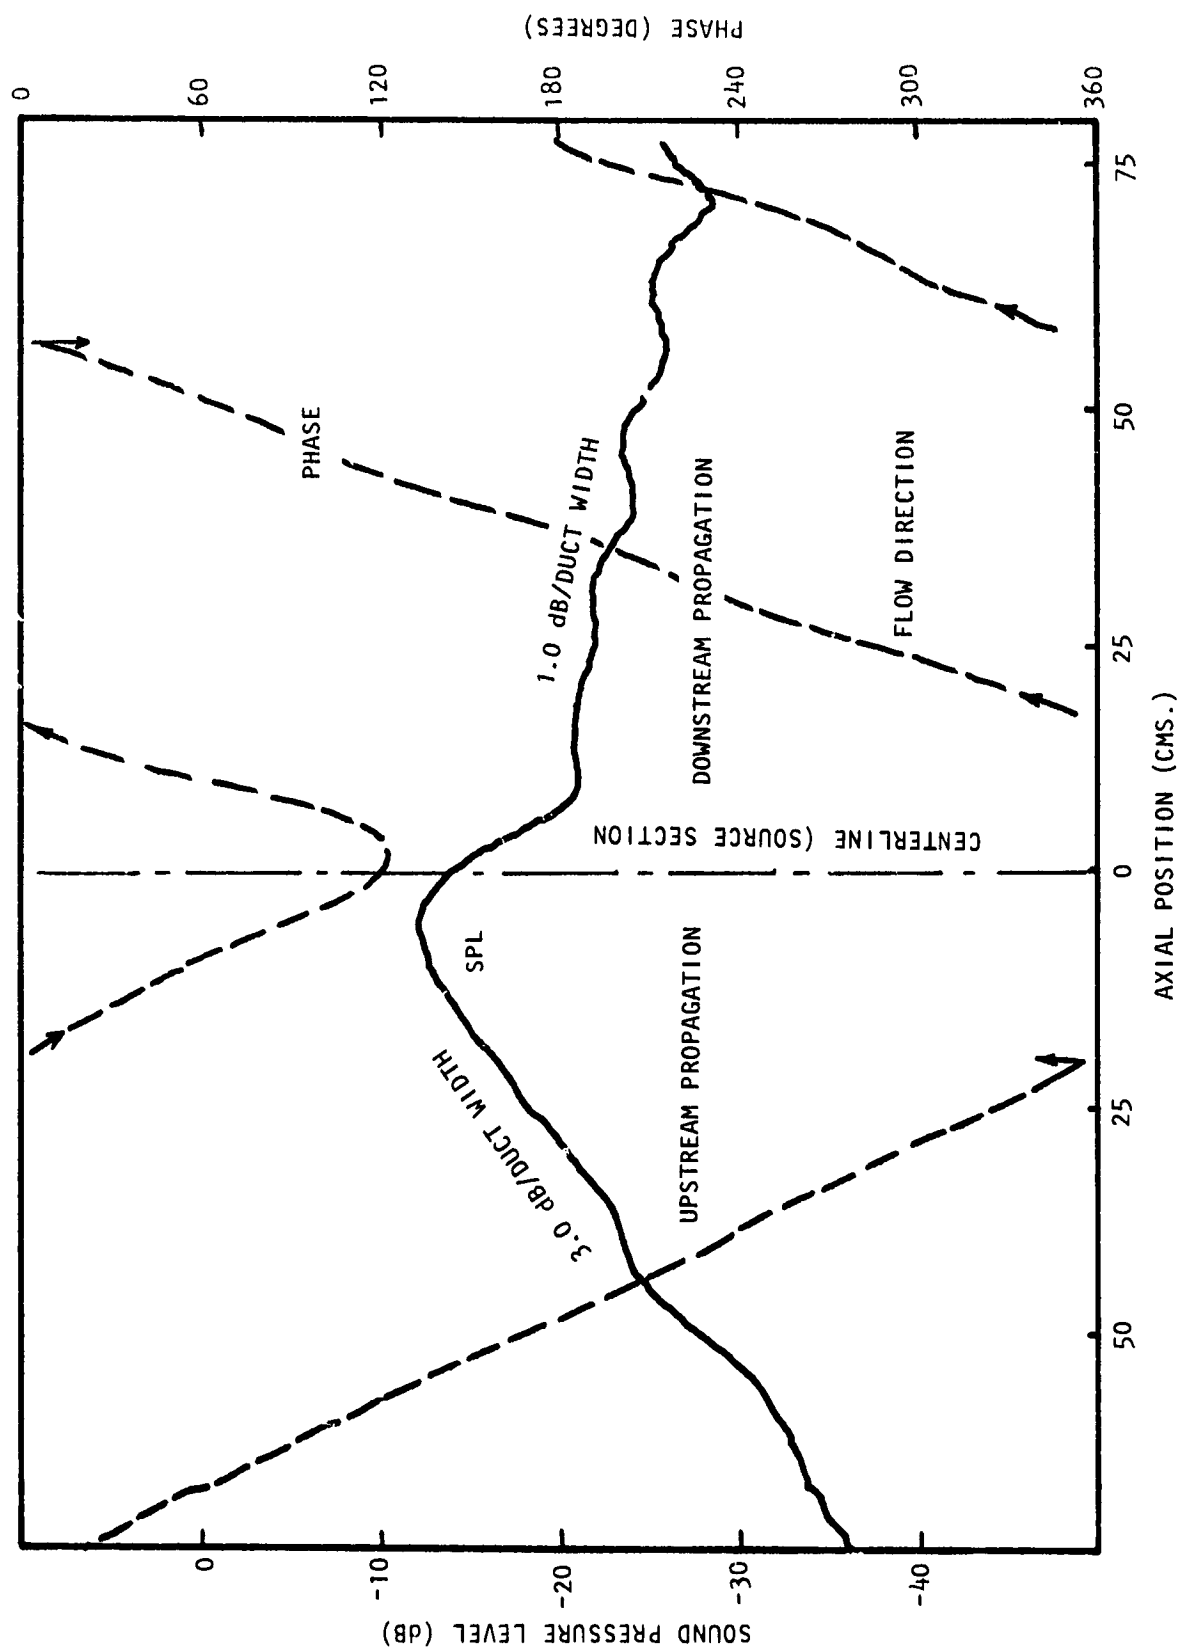 SOUND PRESSURE LEVEL (dB)
0
-10
-20
-30
-40
PHASE (DEGREES)
0
60
120
180
240
300
360
PHASE
SPL
3.0 dB/DUCT WIDTH
1.0 dB/DUCT WIDTH
CENTERLINE (SOURCE SECTION
UPSTREAM PROPAGATION
DOWNSTREAM PROPAGATION
FLOW DIRECTION
50
25
0
25
50
75
AXIAL POSITION (CMS.)